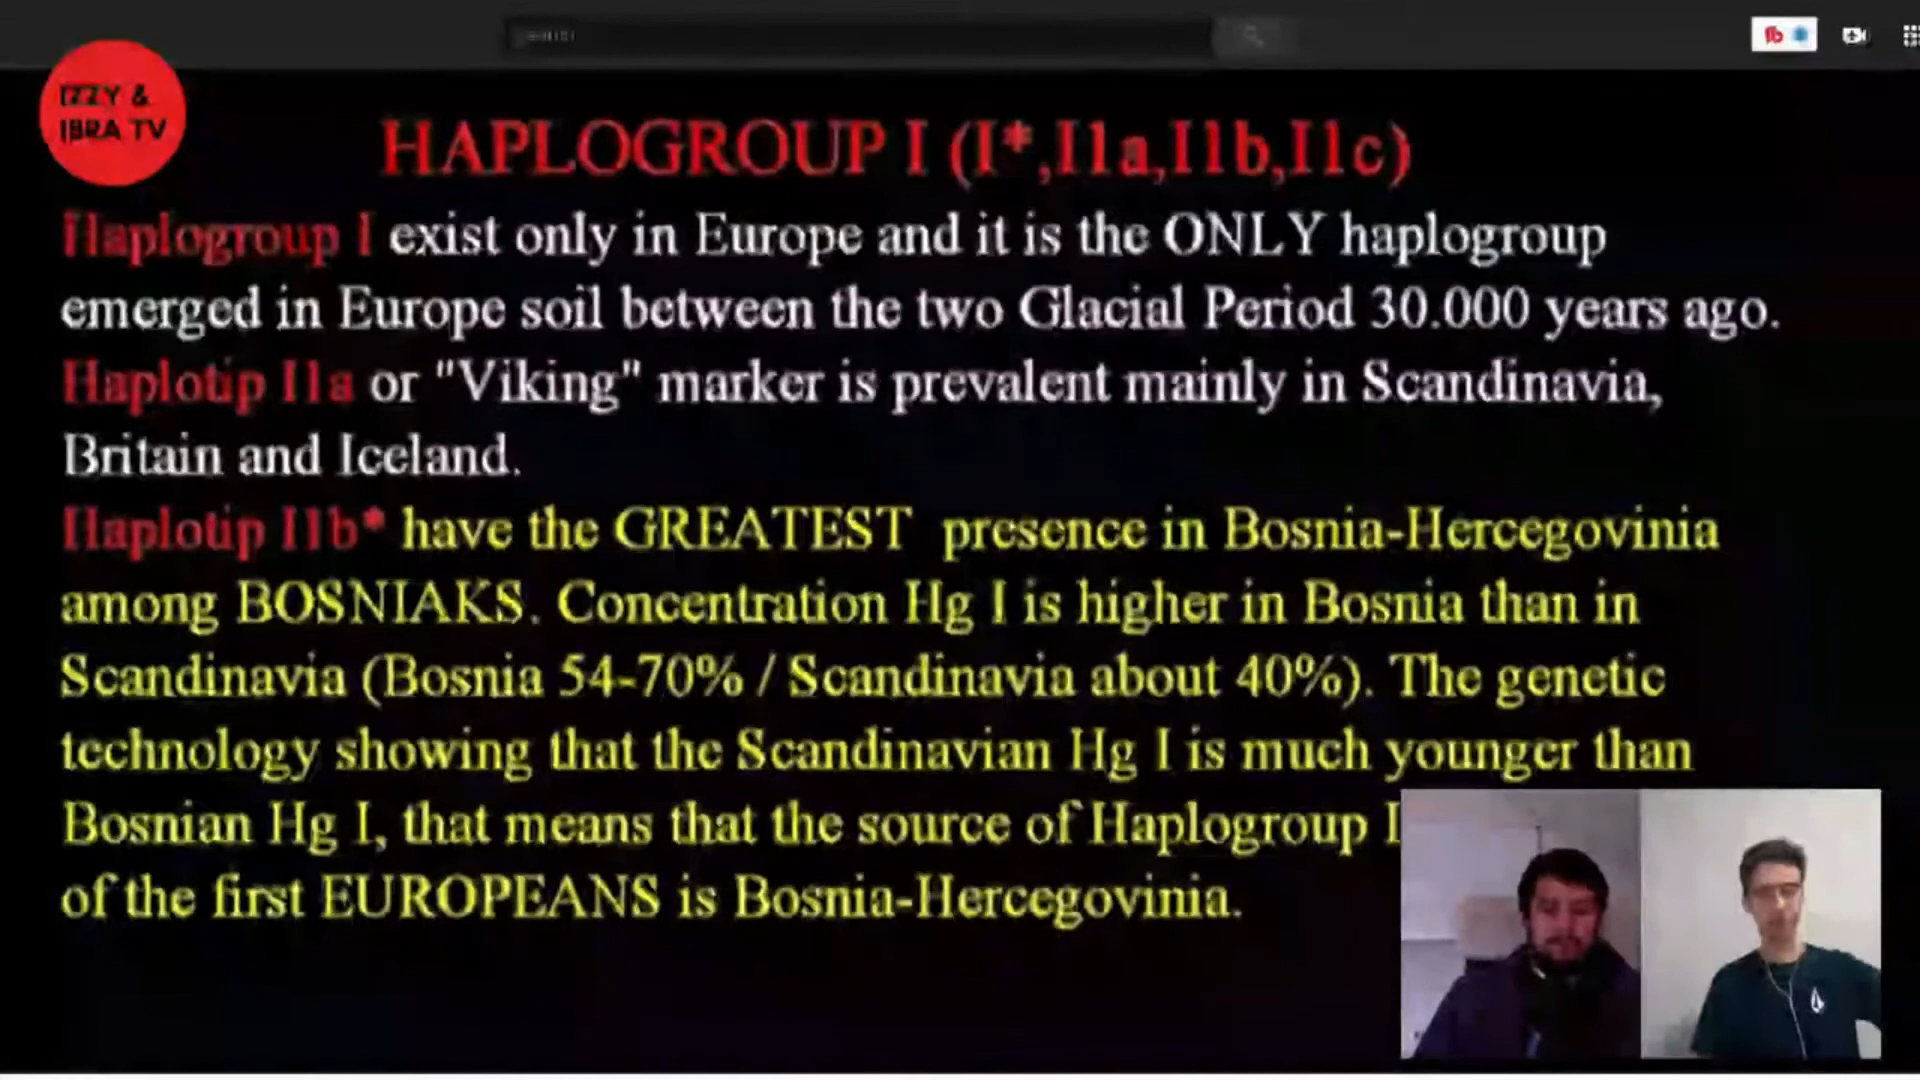 IZZY &
IBRA TV
HAPLOGROUP I (I*,I1a,I1b,I1c)
Haplogroup I exist only in Europe and it is the ONLY haplogroup
emerged in Europe soil between the two Glacial Period 30.000 years ago.
Haplotip I1a or "Viking" marker is prevalent mainly in Scandinavia,
Britain and Iceland.
Haplotip I1b* have the GREATEST presence in Bosnia-Hercegovinia
among BOSNIAKS. Concentration Hg I is higher in Bosnia than in
Scandinavia (Bosnia 54-70% / Scandinavia about 40%). The genetic
technology showing that the Scandinavian Hg I is much younger than
Bosnian Hg I, that means that the source of Haplogroup I
of the first EUROPEANS is Bosnia-Hercegovinia.